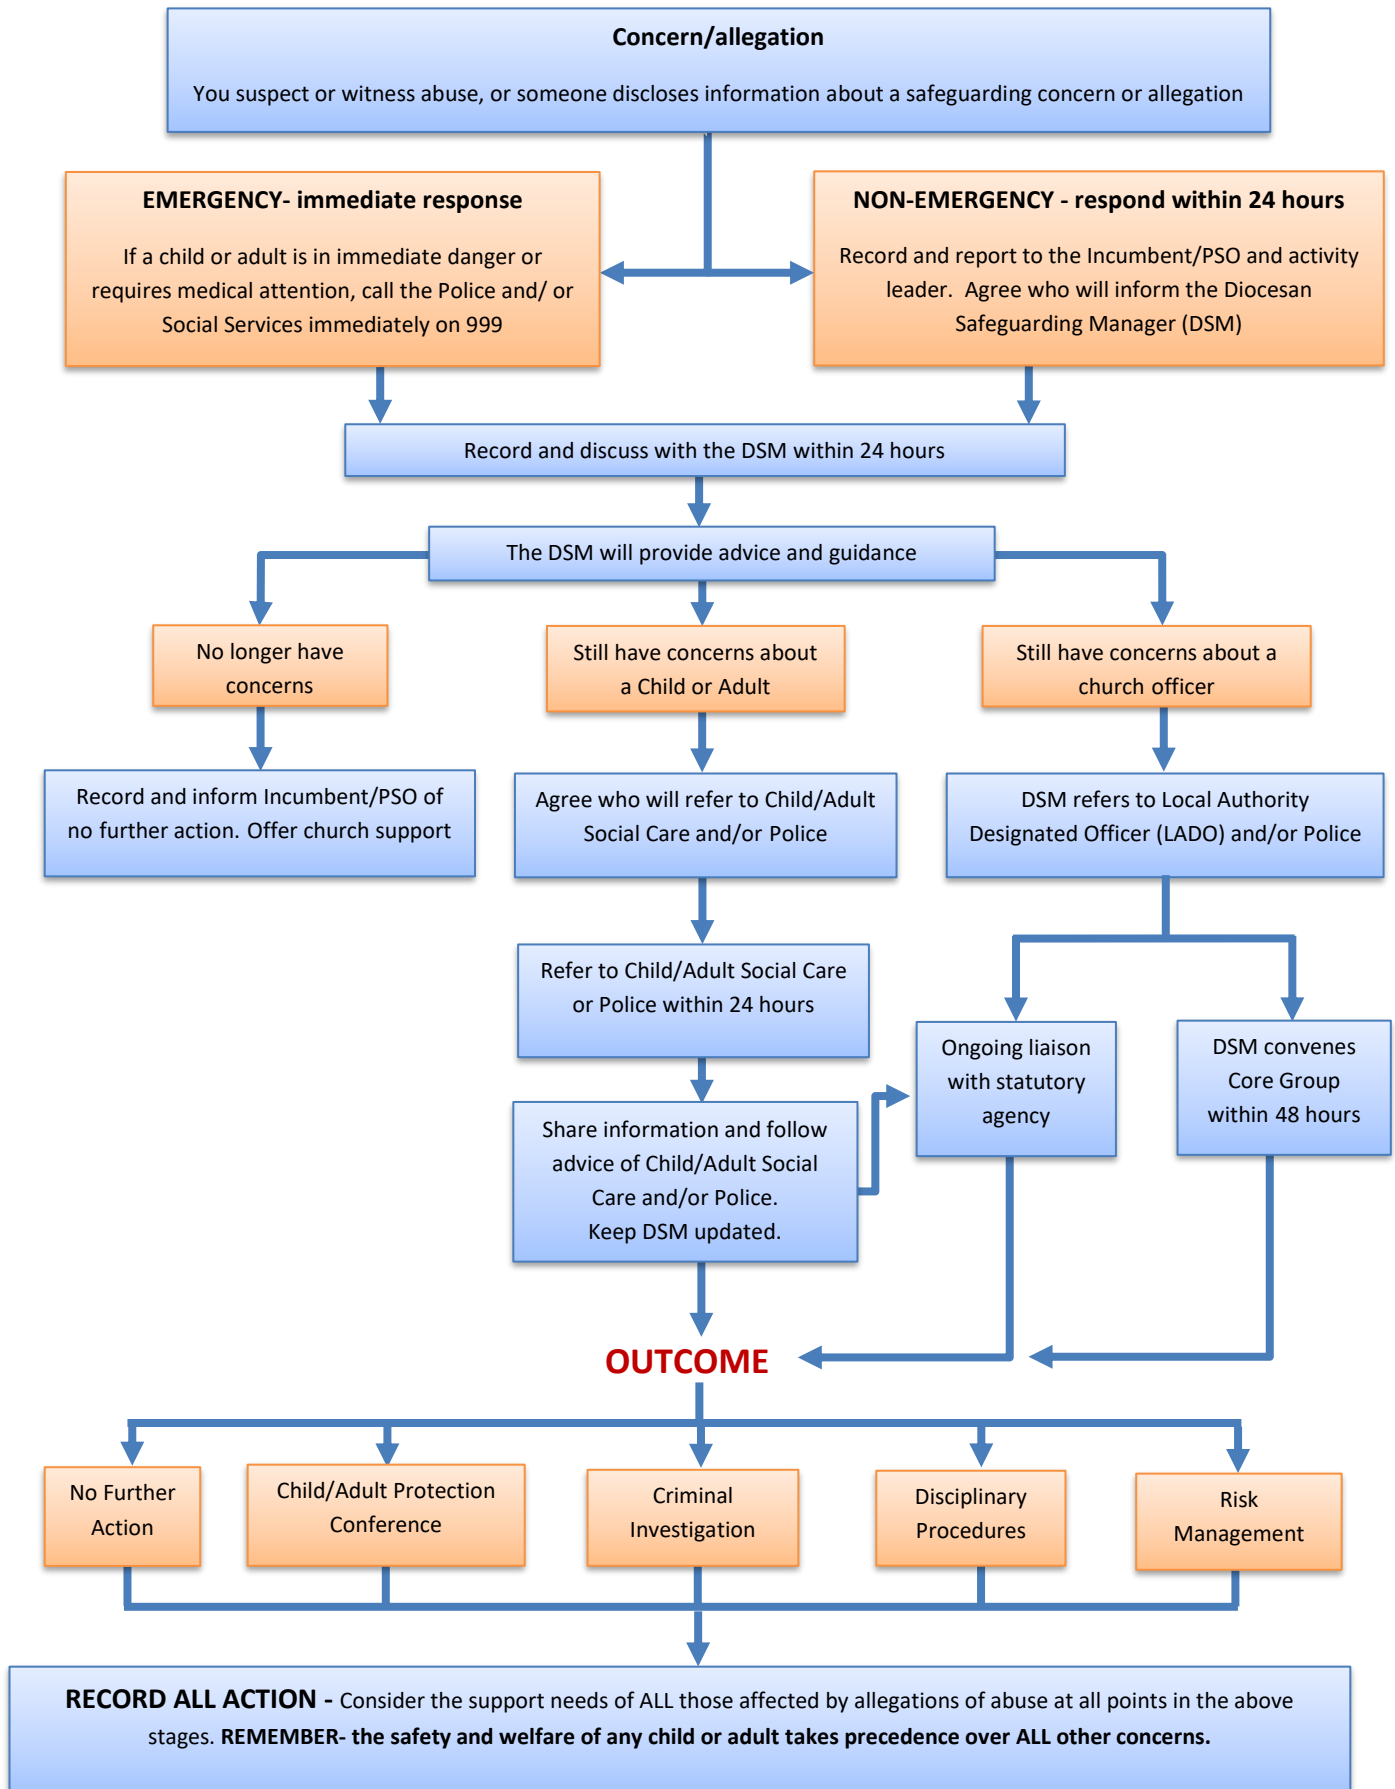 Concern/allegation
You suspect or witness abuse, or someone discloses information about a safeguarding concern or allegation
EMERGENCY- immediate response
If a child or adult is in immediate danger or
requires medical attention, call the Police and/ or
Social Services immediately on 999
NON-EMERGENCY - respond within 24 hours
Record and report to the Incumbent/PSO and activity
leader. Agree who will inform the Diocesan
Safeguarding Manager (DSM)
Record and discuss with the DSM within 24 hours
The DSM will provide advice and guidance
No longer have
concerns
Still have concerns about
a Child or Adult
Still have concerns about a
church officer
Record and inform Incumbent/PSO of
no further action. Offer church support
Agree who will refer to Child/Adult
Social Care and/or Police
DSM refers to Local Authority
Designated Officer (LADO) and/or Police
Refer to Child/Adult Social Care
or Police within 24 hours
Ongoing liaison
with statutory
agency
DSM convenes
Core Group
within 48 hours
Share information and follow
advice of Child/Adult Social
Care and/or Police.
Keep DSM updated.
OUTCOME
No Further
Action
Child/Adult Protection
Conference
Criminal
Investigation
Disciplinary
Procedures
Risk
Management
RECORD ALL ACTION - Consider the support needs of ALL those affected by allegations of abuse at all points in the above
stages. REMEMBER- the safety and welfare of any child or adult takes precedence over ALL other concerns.